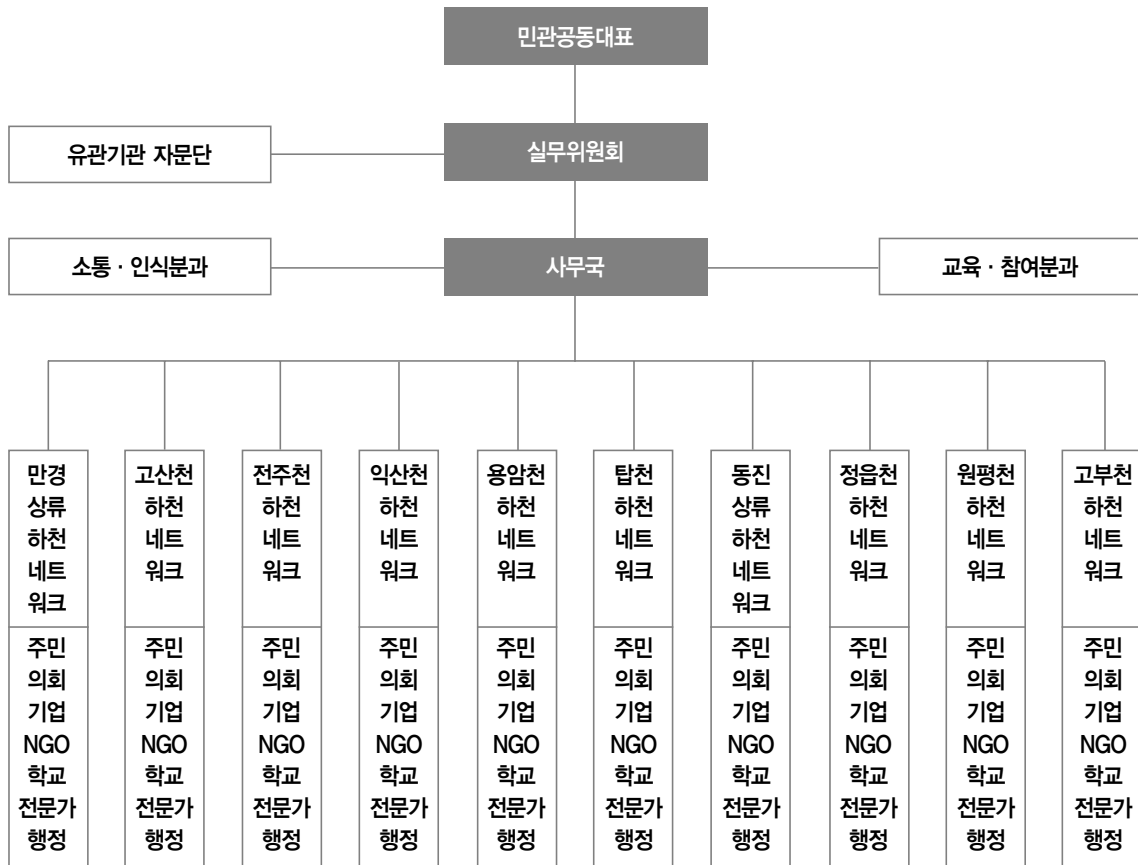 민관공동대표
유관기관 자문단
실무위원회
소통 · 인식분과
사무국
교육 · 참여분과
만경
상류
하천
네트
워크
고산천
하천
네트
워크
전주천
하천
네트
워크
익산천
하천
네트
워크
용암천
하천
네트
워크
탑천
하천
네트
워크
동진
상류
하천
네트
워크
정읍천
하천
네트
워크
원평천
하천
네트
워크
고부천
하천
네트
워크
주민
의회
기업
NGO
학교
전문가
행정
주민
의회
기업
NGO
학교
전문가
행정
주민
의회
기업
NGO
학교
전문가
행정
주민
의회
기업
NGO
학교
전문가
행정
주민
의회
기업
NGO
학교
전문가
행정
주민
의회
기업
NGO
학교
전문가
행정
주민
의회
기업
NGO
학교
전문가
행정
주민
의회
기업
NGO
학교
전문가
행정
주민
의회
기업
NGO
학교
전문가
행정
주민
의회
기업
NGO
학교
전문가
행정